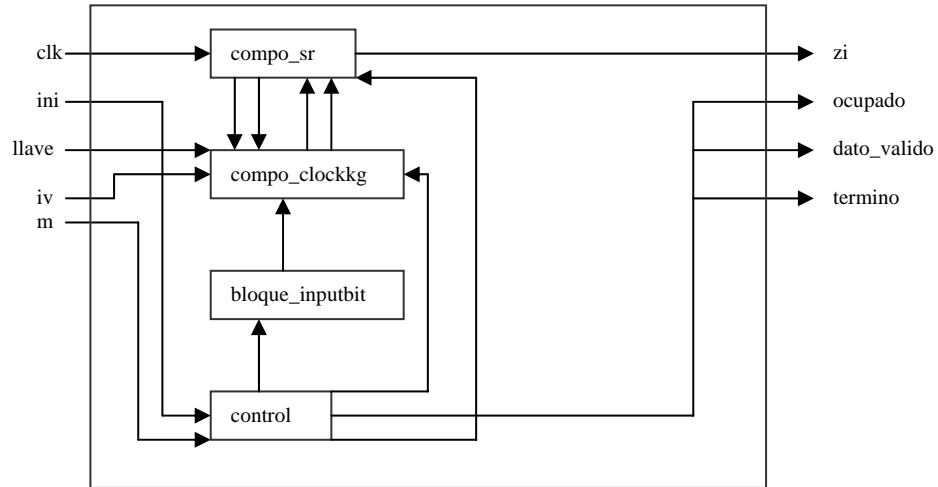 clk
ini
llave
iv
m
compo_sr
compo_clockkg
bloque_inputbit
control
zi
ocupado
dato_valido
termino